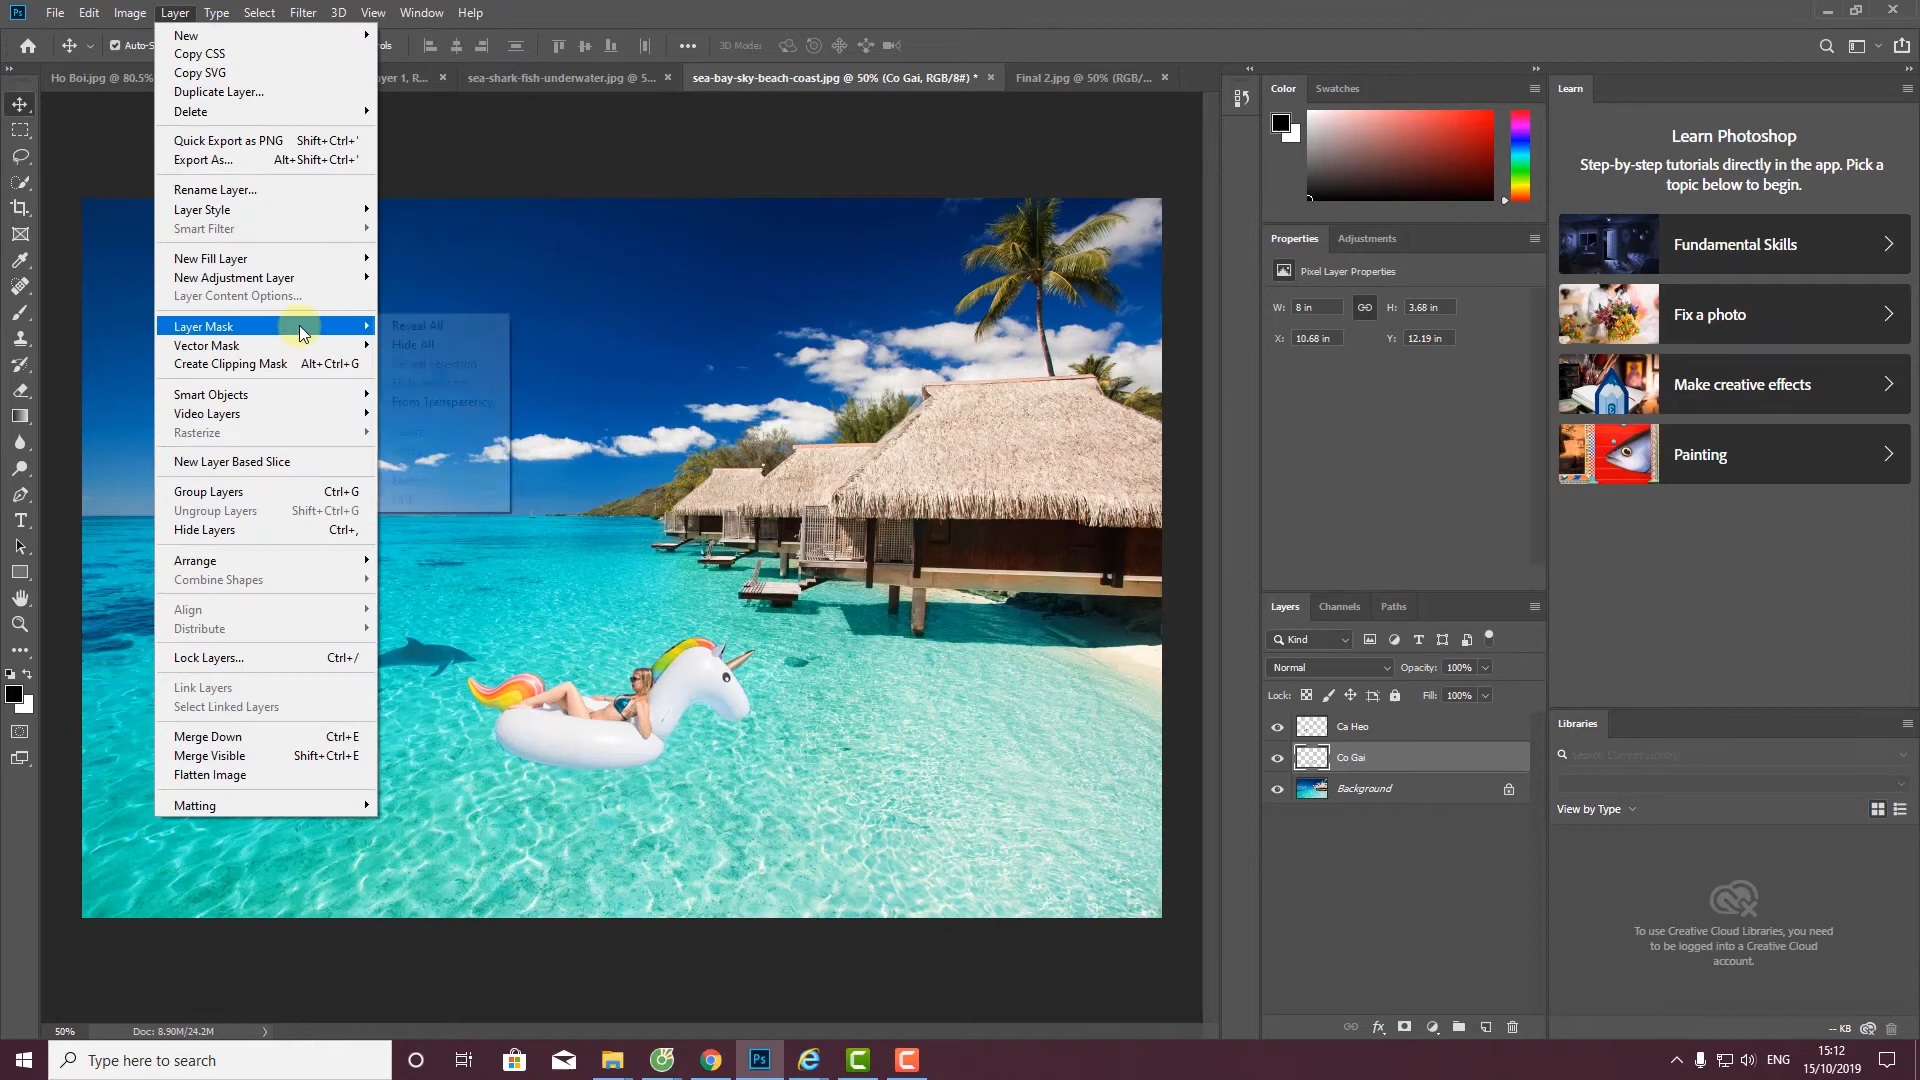 Ps File Edit Image Layer Type Select Filter 3D View Window Help
Auto-S
3D Mode:
Ho Boi.jpg @ 80.5%
ayer 1, R...
sea-shark-fish-underwater.jpg @ 5...
sea-bay-sky-beach-coast.jpg @ 50% (Co Gai, RGB/8#) *
Final 2.jpg @ 50% (RGB/...
New
Copy CSS
Copy SVG
Duplicate Layer...
Delete
Quick Export as PNG Shift+Ctrl+'
Export As... Alt+Shift+Ctrl+'
Rename Layer...
Layer Style
Smart Filter
New Fill Layer
New Adjustment Layer
Layer Content Options...
Layer Mask
Vector Mask
Create Clipping Mask Alt+Ctrl+G
Smart Objects
Video Layers
Rasterize
New Layer Based Slice
Group Layers Ctrl+G
Ungroup Layers Shift+Ctrl+G
Hide Layers Ctrl+,
Arrange
Combine Shapes
Align
Distribute
Lock Layers... Ctrl+/
Link Layers
Select Linked Layers
Merge Down Ctrl+E
Merge Visible Shift+Ctrl+E
Flatten Image
Matting
Reveal All
Hide All
Reveal Selection
From Transparency
Color Swatches
Properties Adjustments
Pixel Layer Properties
W: 8 in H: 3.68 in
X: 10.68 in Y: 12.19 in
Layers Channels Paths
Kind
Normal Opacity: 100%
Lock: Fill: 100%
Ca Heo
Co Gai
Background
Learn
Learn Photoshop
Step-by-step tutorials directly in the app. Pick a
topic below to begin.
Fundamental Skills
Fix a photo
Make creative effects
Painting
Libraries
Search Current Library
View by Type
To use Creative Cloud Libraries, you need
to be logged into a Creative Cloud
account.
-- KB
50% Doc: 8.90M/24.2M
Type here to search
Ps
ENG
15:12
15/10/2019